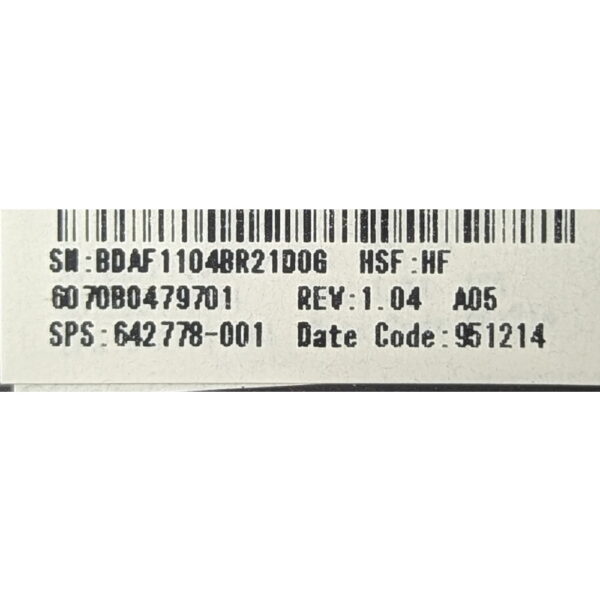 SN:BDAF1104BR21D0G HSF:HF
6070B0479701 REV:1.04 A05
SPS:642778-001 Date Code:951214